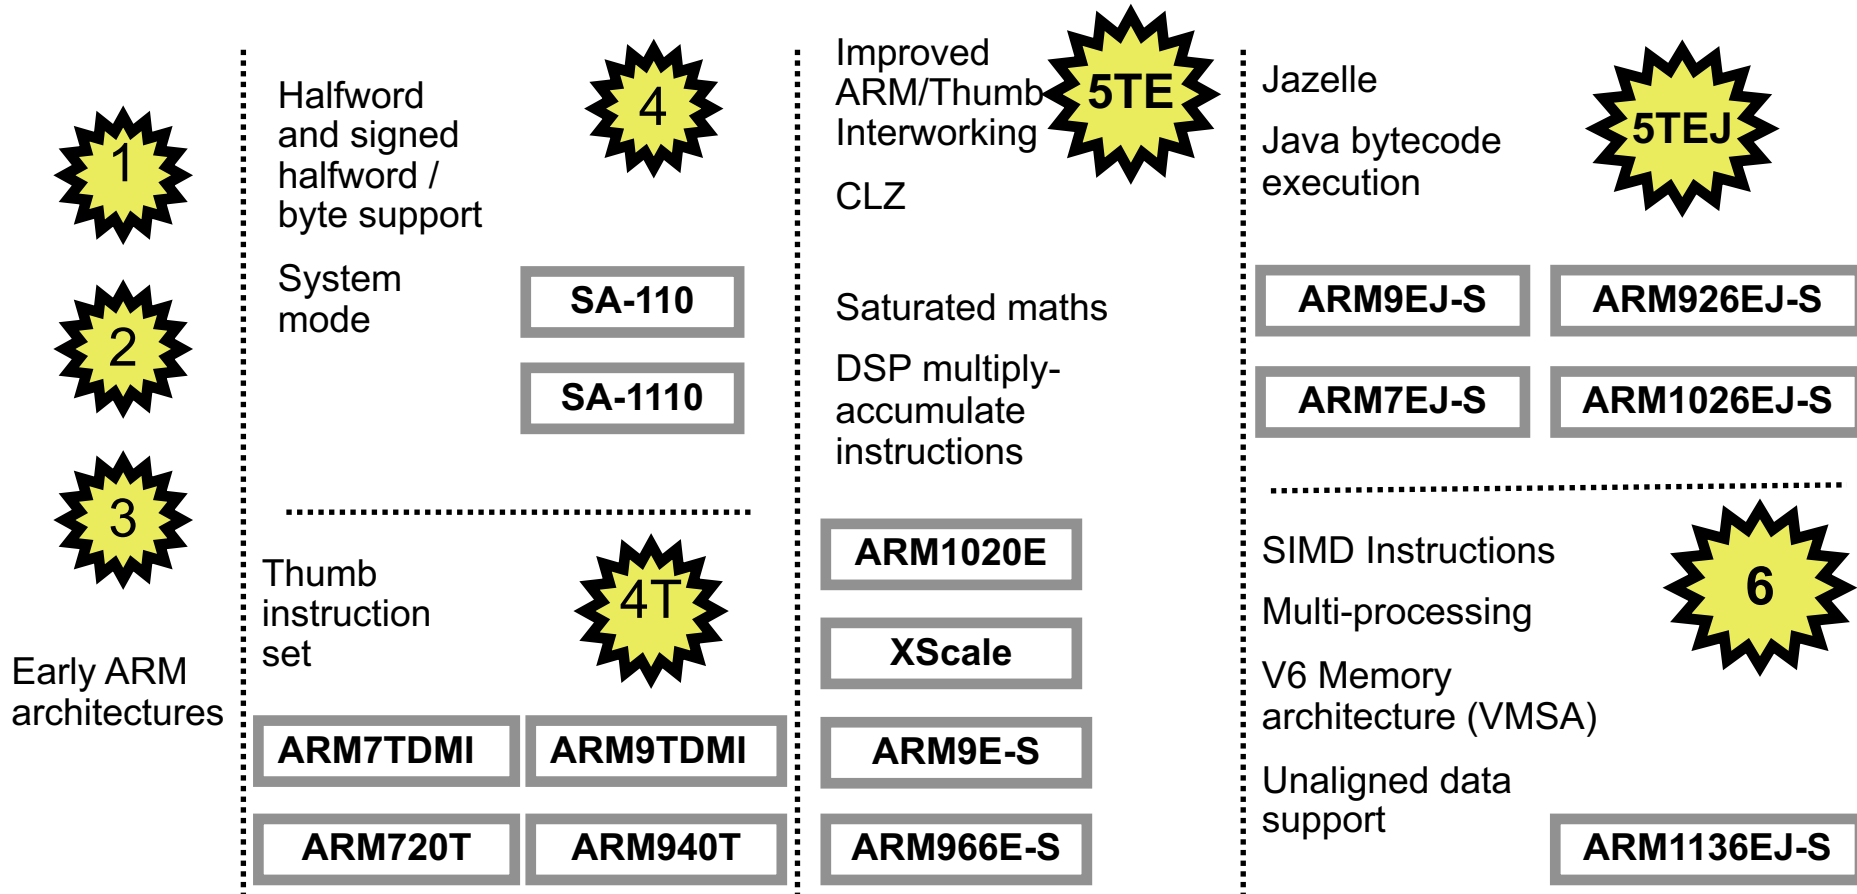 1
2
3
Early ARM
architectures
Halfword
and signed
halfword /
byte support
4
System
mode
SA-110
SA-1110
Thumb
instruction
set
4T
ARM7TDMI
ARM9TDMI
ARM720T
ARM940T
Improved
ARM/Thumb
Interworking
5TE
CLZ
Saturated maths
DSP multiply-
accumulate
instructions
ARM1020E
XScale
ARM9E-S
ARM966E-S
Jazelle
5TEJ
Java bytecode
execution
ARM9EJ-S
ARM926EJ-S
ARM7EJ-S
ARM1026EJ-S
SIMD Instructions
6
Multi-processing
V6 Memory
architecture (VMSA)
Unaligned data
support
ARM1136EJ-S